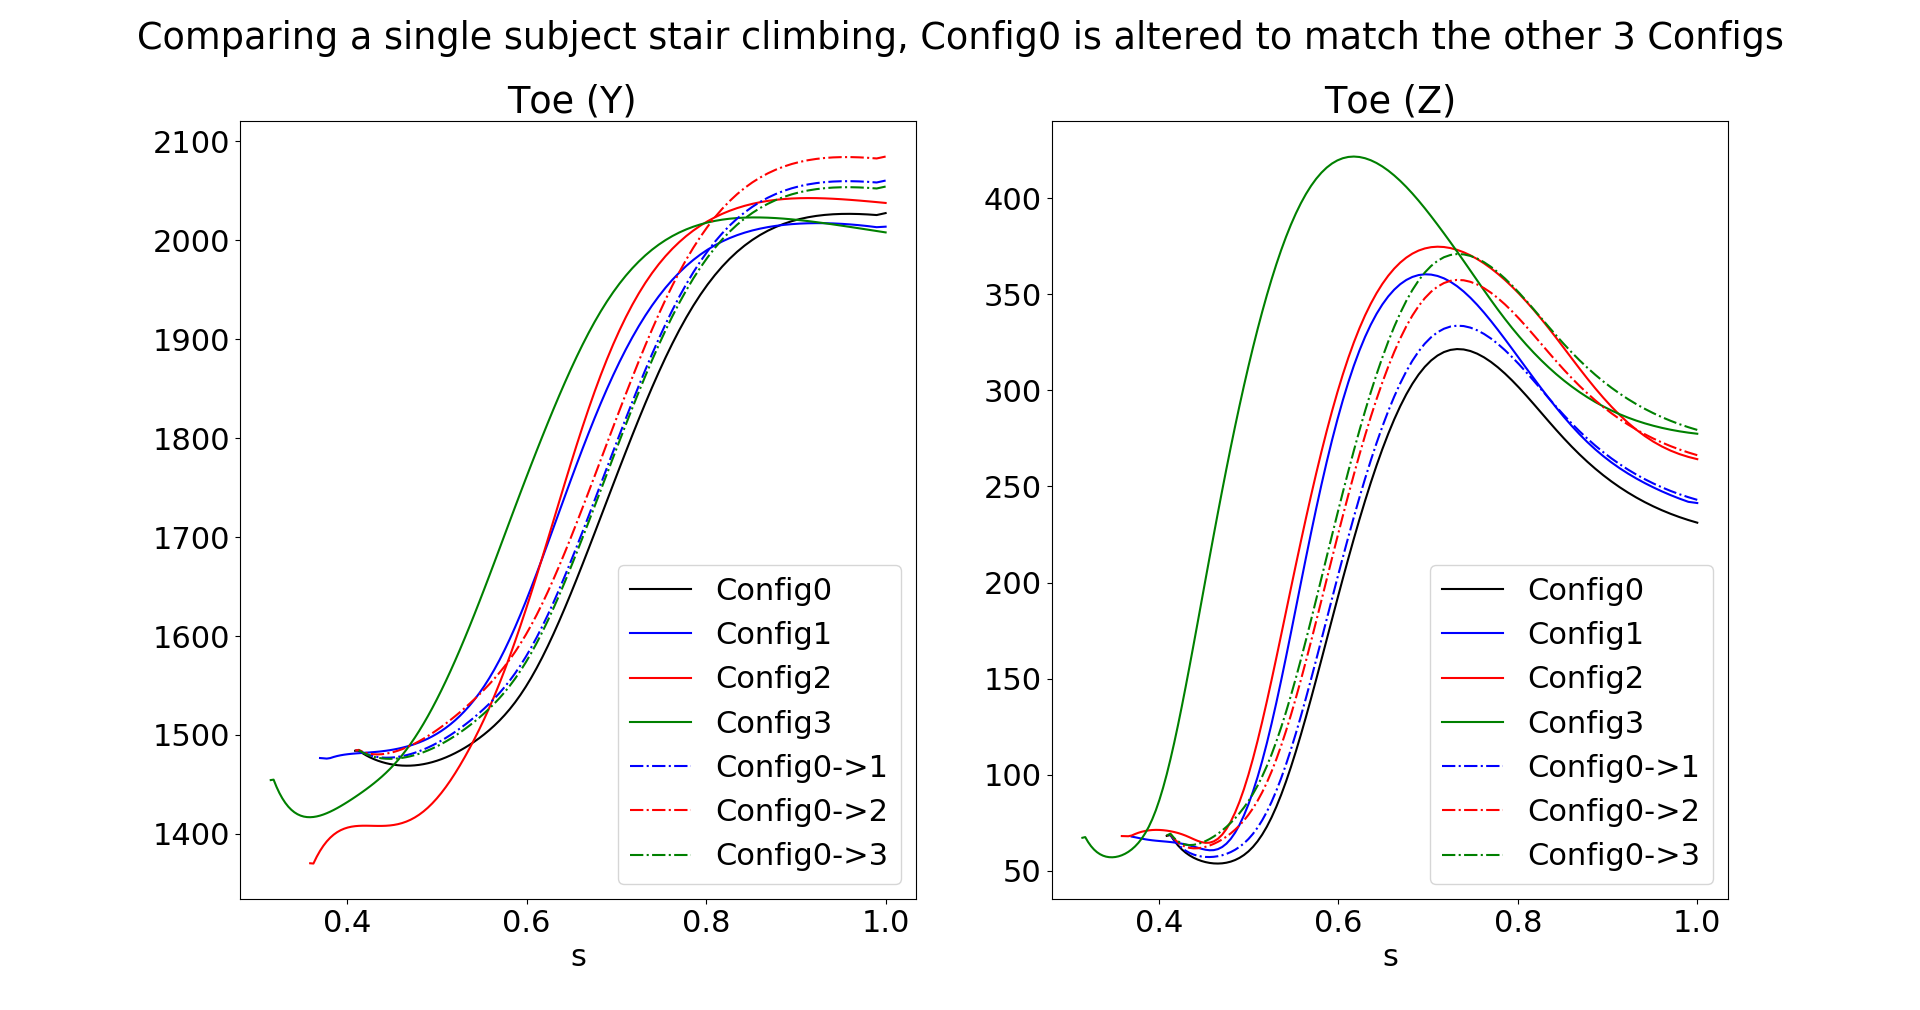 Comparing a single subject stair climbing, Config0 is altered to match the other 3 Configs
Toe (Y)
2100
2000
1900
1800
1700
1600
1500
1400
0.4
0.6
0.8
1.0
s
Config0
Config1
Config2
Config3
Config0->1
Config0->2
Config0->3
Toe (Z)
400
350
300
250
200
150
100
50
0.4
0.6
0.8
1.0
s
Config0
Config1
Config2
Config3
Config0->1
Config0->2
Config0->3